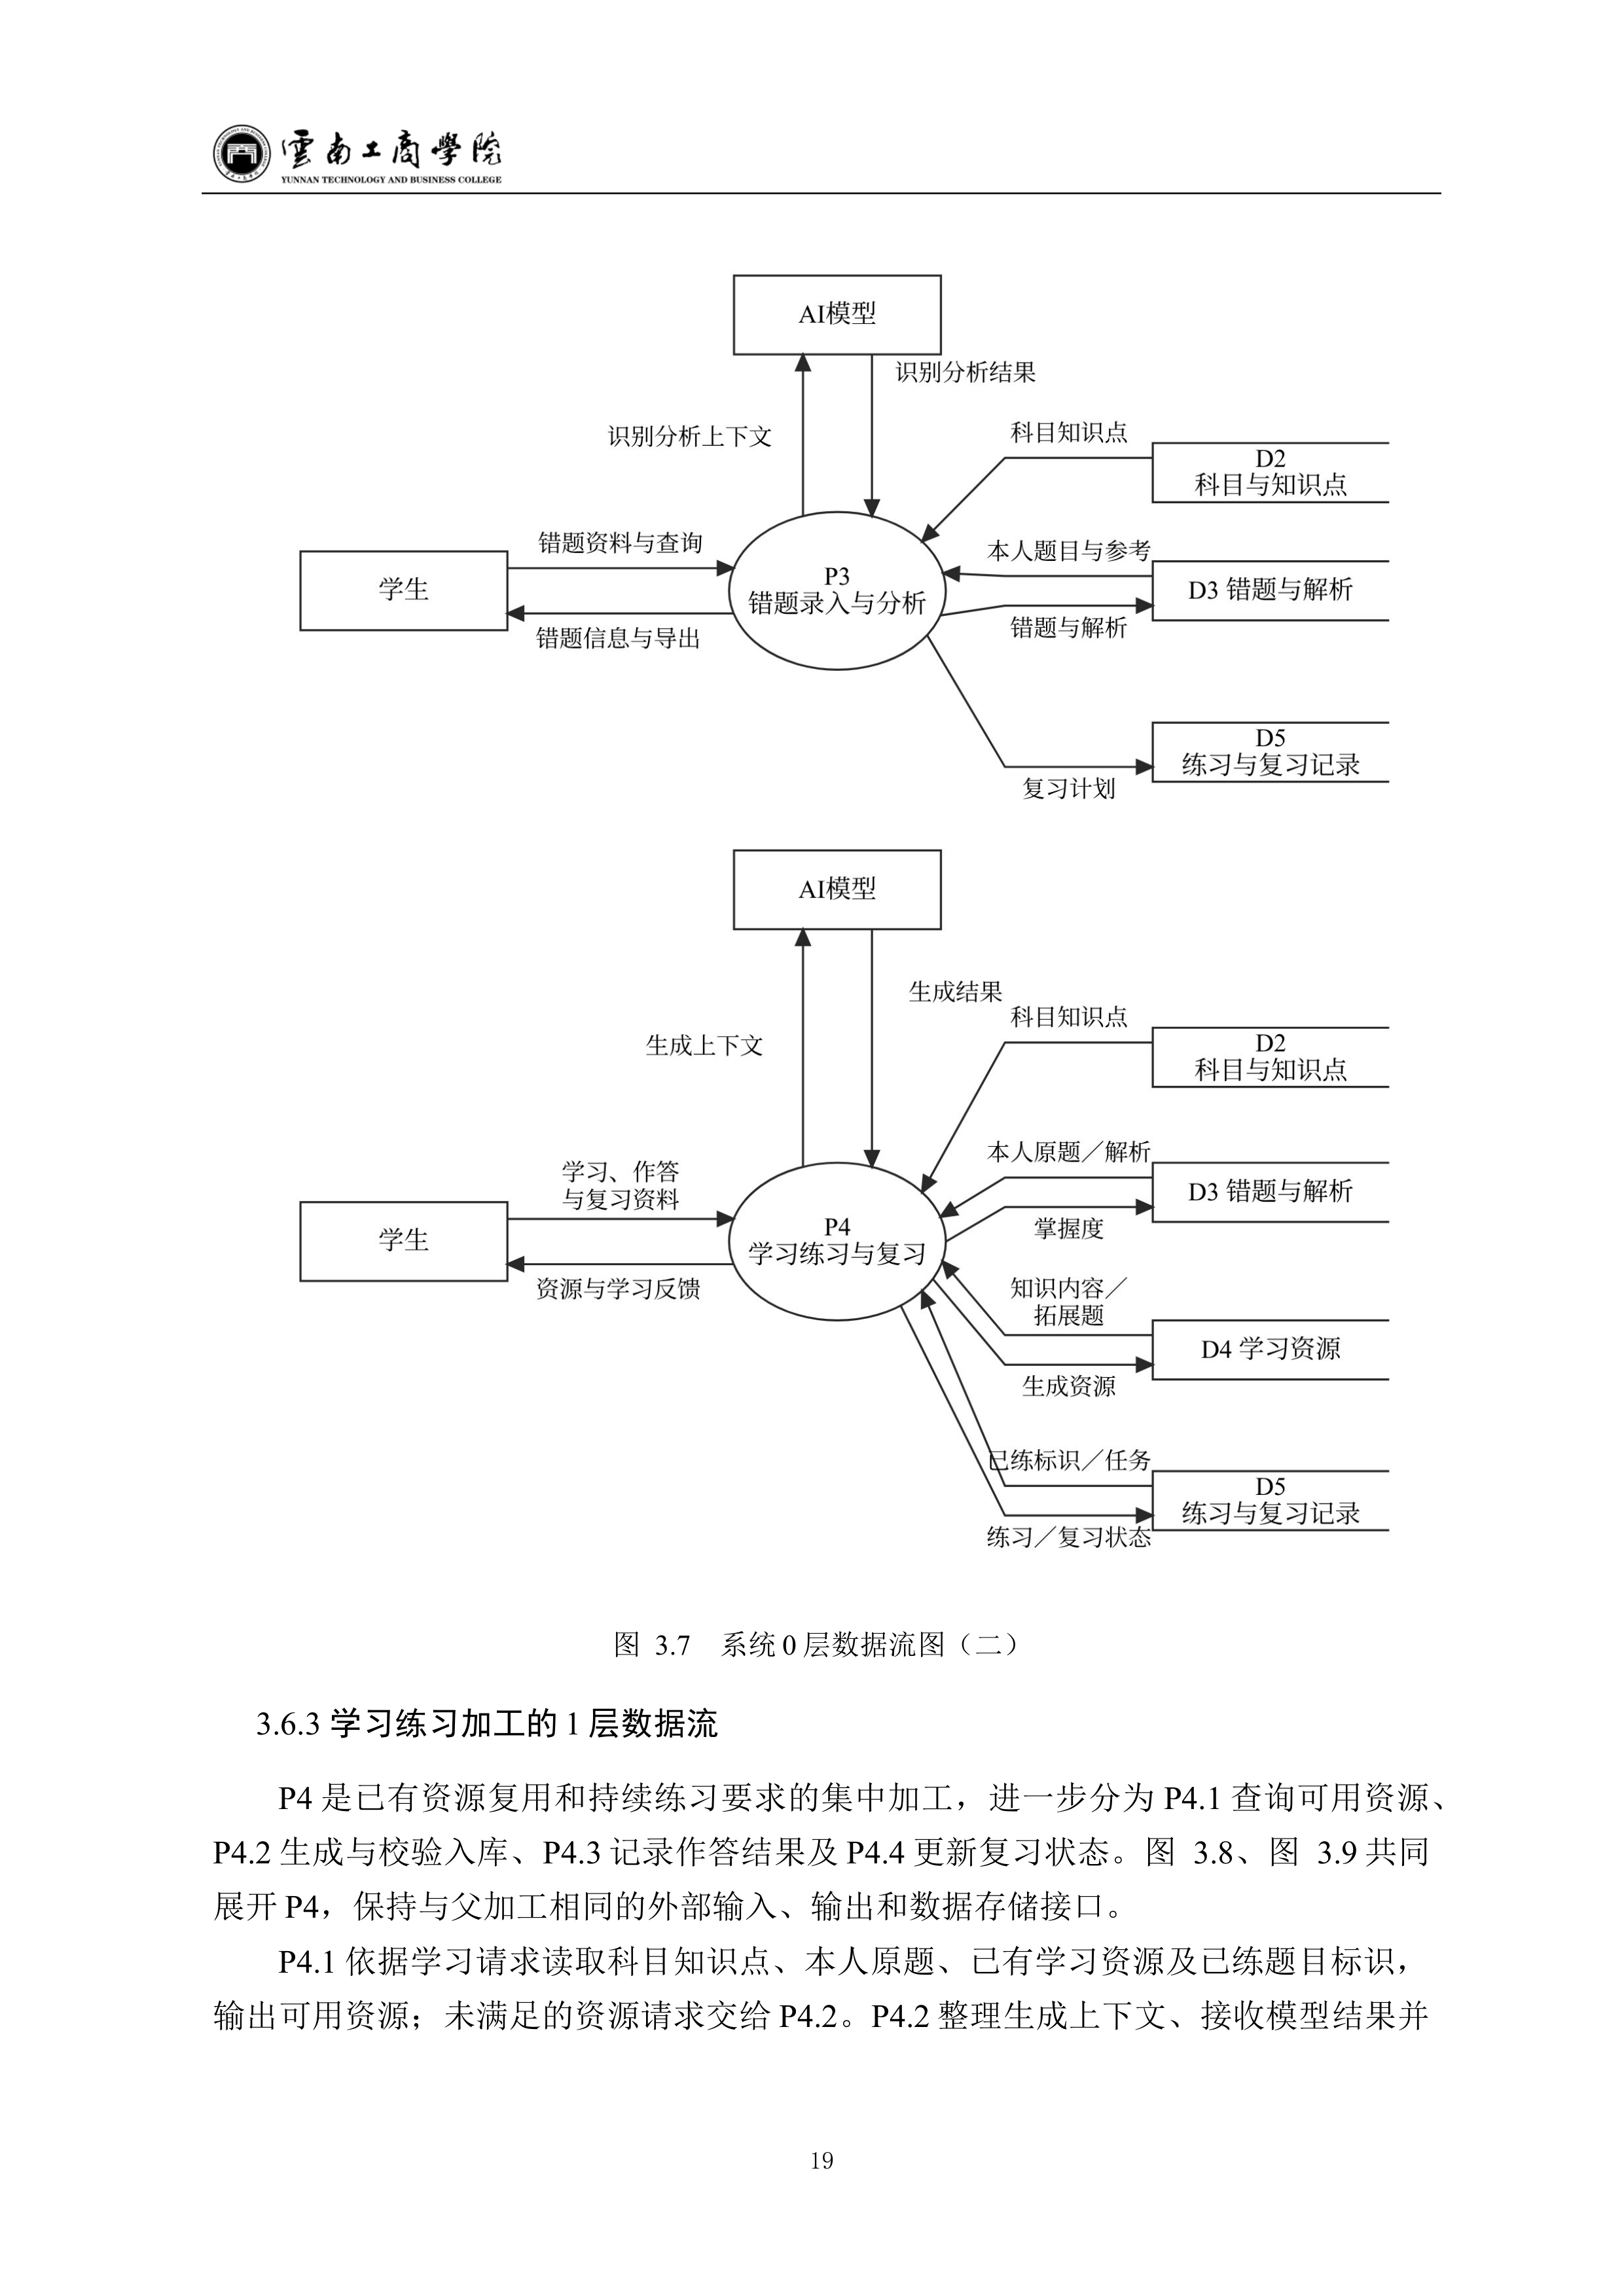 雲南工商學院
YUNNAN TECHNOLOGY AND BUSINESS COLLEGE
AI模型
识别分析结果
识别分析上下文
科目知识点
D2
科目与知识点
错题资料与查询
本人题目与参考
学生
P3
错题录入与分析
D3 错题与解析
错题信息与导出
错题与解析
D5
练习与复习记录
复习计划
AI模型
生成结果
科目知识点
生成上下文
D2
科目与知识点
学习、作答
与复习资料
本人原题／解析
D3 错题与解析
学生
P4
学习练习与复习
掌握度
资源与学习反馈
知识内容／
拓展题
D4 学习资源
生成资源
已练标识／任务
D5
练习与复习记录
练习／复习状态
图 3.7 系统 0 层数据流图（二）
3.6.3 学习练习加工的 1 层数据流
P4 是已有资源复用和持续练习要求的集中加工，进一步分为 P4.1 查询可用资源、
P4.2 生成与校验入库、P4.3 记录作答结果及 P4.4 更新复习状态。图 3.8、图 3.9 共同
展开 P4，保持与父加工相同的外部输入、输出和数据存储接口。
P4.1 依据学习请求读取科目知识点、本人原题、已有学习资源及已练题目标识，
输出可用资源；未满足的资源请求交给 P4.2。P4.2 整理生成上下文、接收模型结果并
19